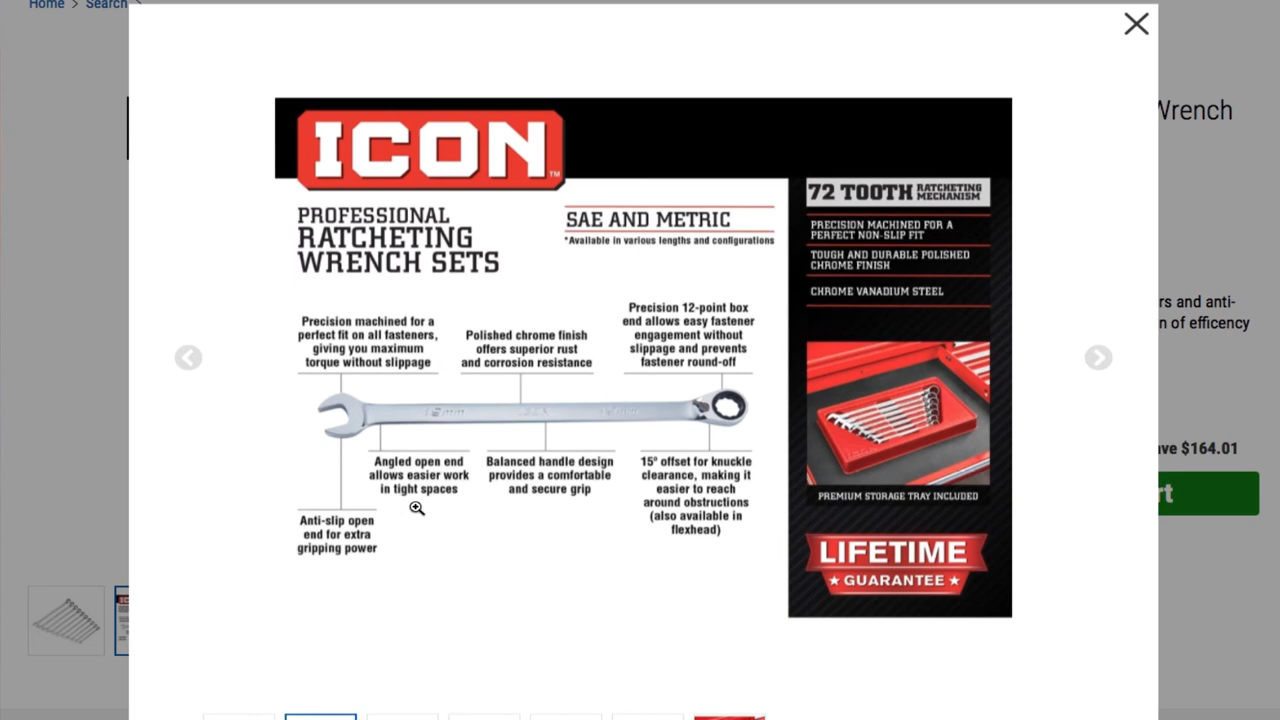 Home > Search >
ICON™
PROFESSIONAL
RATCHETING
WRENCH SETS
SAE AND METRIC
*Available in various lengths and configurations
Precision machined for a
perfect fit on all fasteners,
giving you maximum
torque without slippage
Polished chrome finish
offers superior rust
and corrosion resistance
Precision 12-point box
end allows easy fastener
engagement without
slippage and prevents
fastener round-off
Angled open end
allows easier work
in tight spaces
Balanced handle design
provides a comfortable
and secure grip
15° offset for knuckle
clearance, making it
easier to reach
around obstructions
(also available in
flexhead)
Anti-slip open
end for extra
gripping power
72 TOOTH RATCHETING
MECHANISM
PRECISION MACHINED FOR A
PERFECT NON-SLIP FIT
TOUGH AND DURABLE POLISHED
CHROME FINISH
CHROME VANADIUM STEEL
PREMIUM STORAGE TRAY INCLUDED
LIFETIME
★ GUARANTEE ★
Wrench
rs and anti-
n of efficency
ave $164.01
rt